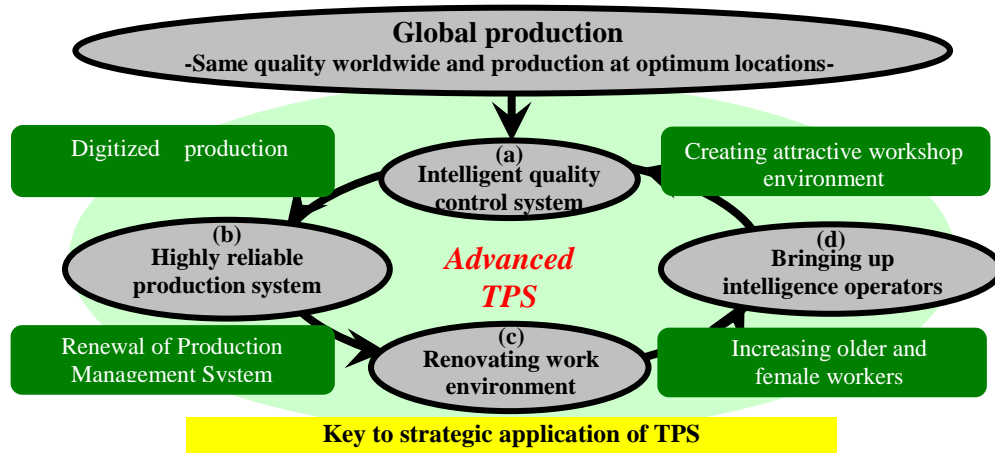 Global production
-Same quality worldwide and production at optimum locations-
Digitized production
(a)
Intelligent quality
control system
Creating attractive workshop
environment
(b)
Highly reliable
production system
Advanced
TPS
(d)
Bringing up
intelligence operators
Renewal of Production
Management System
(c)
Renovating work
environment
Increasing older and
female workers
Key to strategic application of TPS